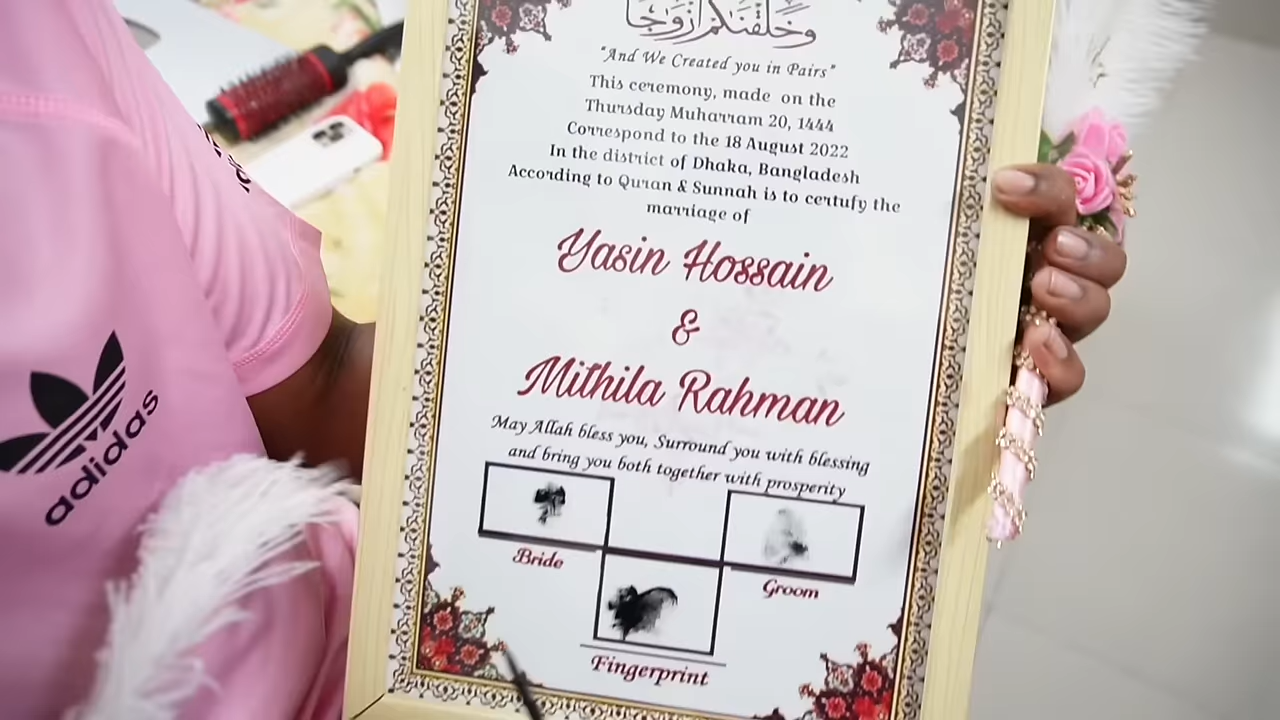 وَخَلَقْنَكُمْ أَزْوَجًا
"And We Created you in Pairs"
This ceremony, made on the
Thursday Muharram 20, 1444
Correspond to the 18 August 2022
In the district of Dhaka, Bangladesh
According to Quran & Sunnah is to certufy the
marriage of
Yasin Hossain
&
Mithila Rahman
May Allah bless you, Surround you with blessing
and bring you both together with prosperity
Bride
Groom
Fingerprint
adidas